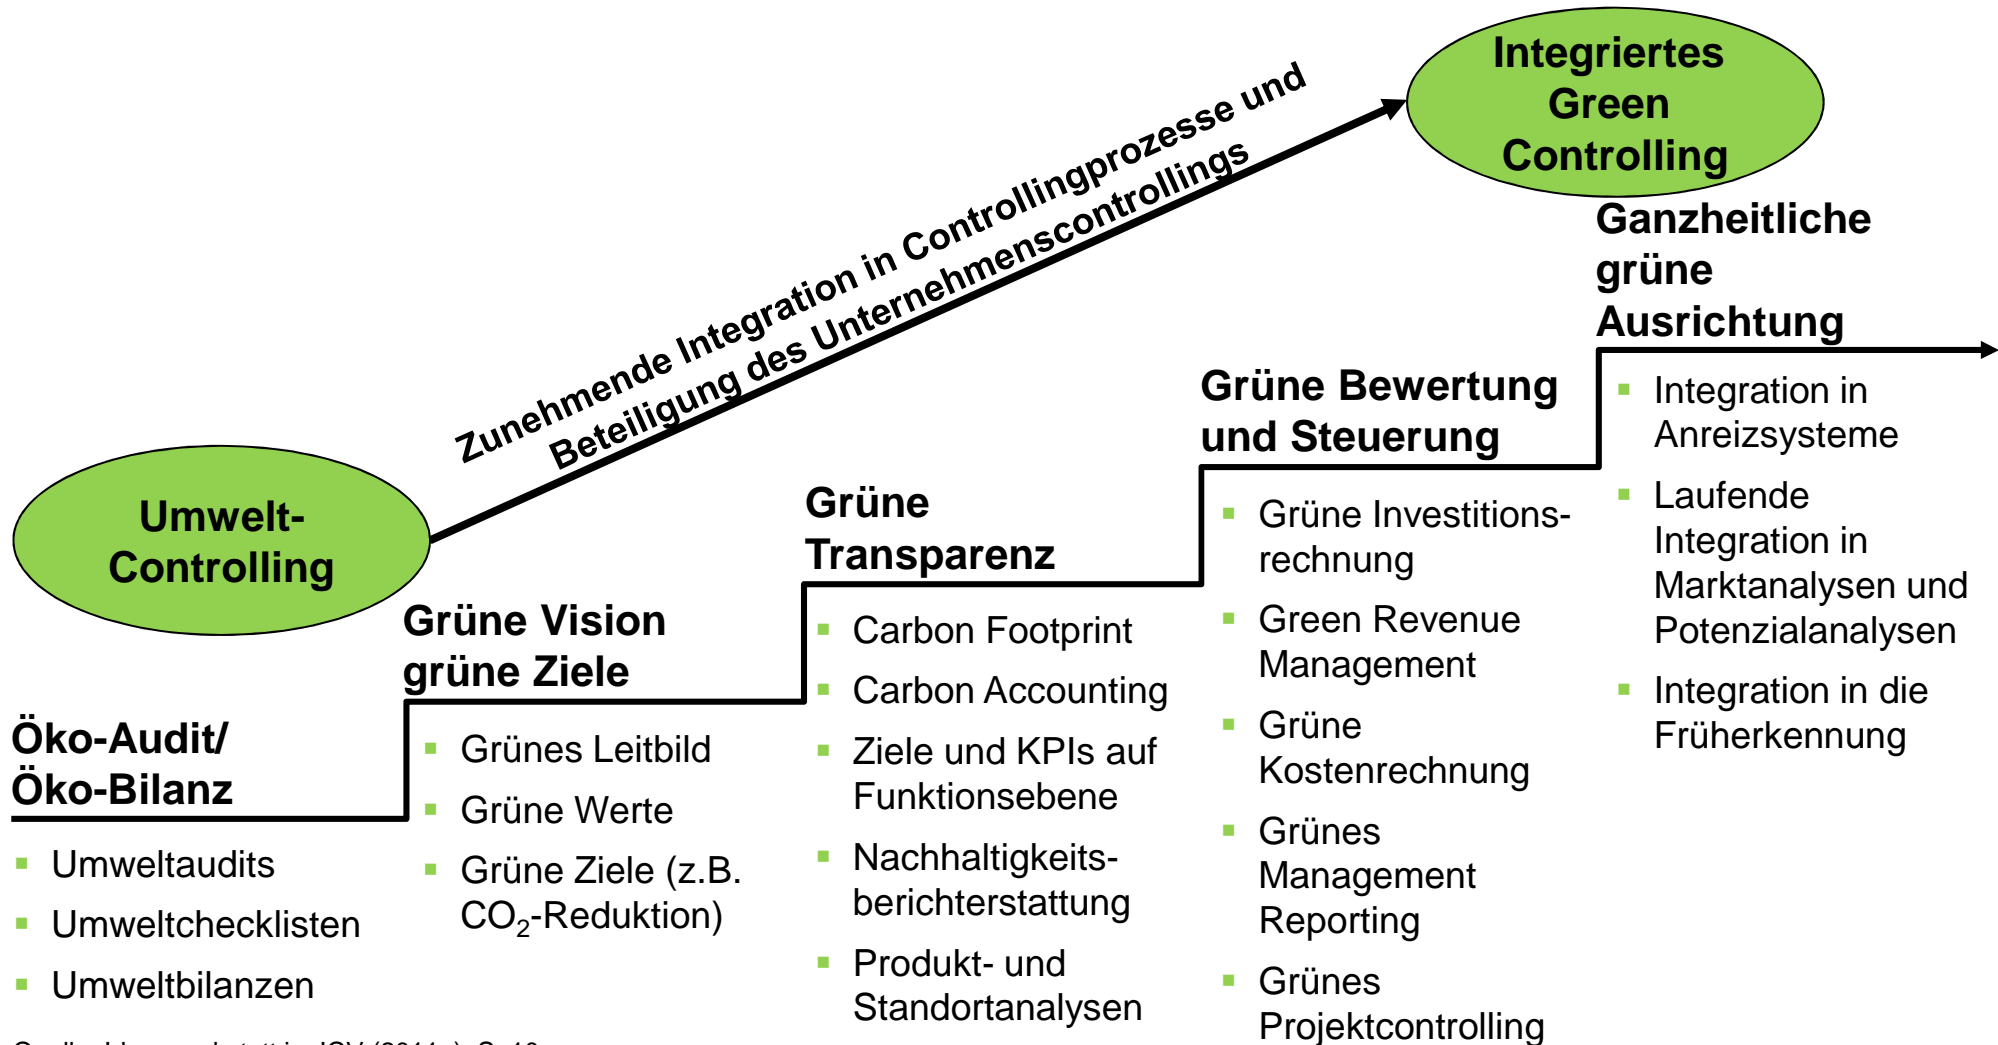 Integriertes
Green
Controlling
Zunehmende Integration in Controllingprozesse und
Beteiligung des Unternehmenscontrollings
Umwelt-
Controlling
Öko-Audit/
Öko-Bilanz
Umweltaudits
Umweltchecklisten
Umweltbilanzen
Grüne Vision
grüne Ziele
Grünes Leitbild
Grüne Werte
Grüne Ziele (z.B.
CO₂-Reduktion)
Grüne
Transparenz
Carbon Footprint
Carbon Accounting
Ziele und KPIs auf
Funktionsebene
Nachhaltigkeits-
berichterstattung
Produkt- und
Standortanalysen
Grüne Bewertung
und Steuerung
Grüne Investitions-
rechnung
Green Revenue
Management
Grüne
Kostenrechnung
Grünes
Management
Reporting
Grünes
Projektcontrolling
Ganzheitliche
grüne
Ausrichtung
Integration in
Anreizsysteme
Laufende
Integration in
Marktanalysen und
Potenzialanalysen
Integration in die
Früherkennung